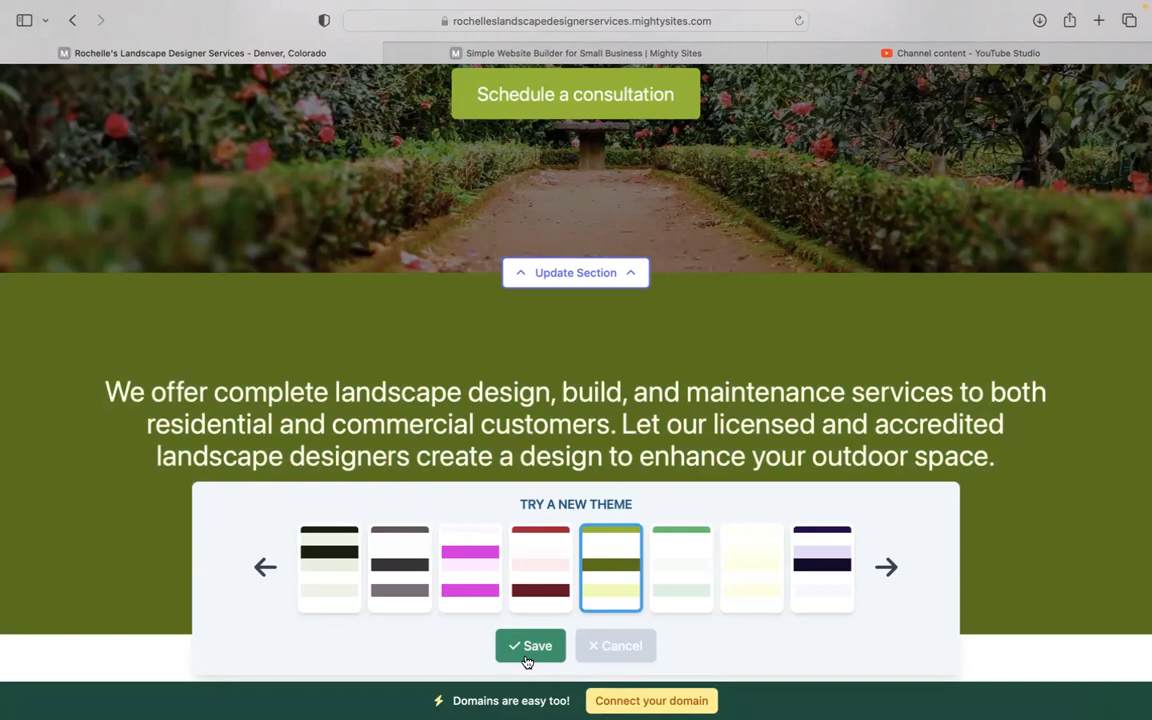 rochelleslandscapedesignerservices.mightysites.com
M Rochelle's Landscape Designer Services - Denver, Colorado
M Simple Website Builder for Small Business | Mighty Sites
Channel content - YouTube Studio
Schedule a consultation
Update Section
We offer complete landscape design, build, and maintenance services to both
residential and commercial customers. Let our licensed and accredited
landscape designers create a design to enhance your outdoor space.
TRY A NEW THEME
Save
Cancel
Domains are easy too!
Connect your domain